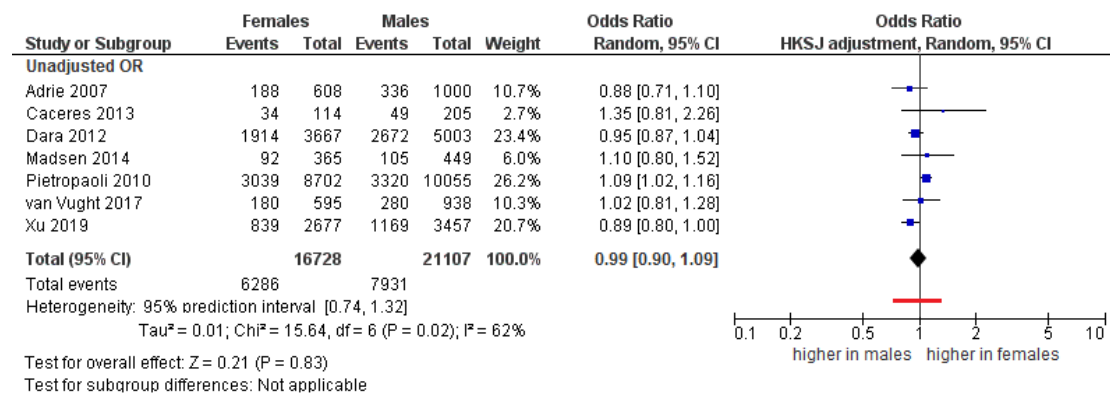 Females Males Odds Ratio Odds Ratio
Study or Subgroup Events Total Events Total Weight Random, 95% CI HKSJ adjustment, Random, 95% CI
Unadjusted OR
Adrie 2007 188 608 336 1000 10.7% 0.88 [0.71, 1.10]
Caceres 2013 34 114 49 205 2.7% 1.35 [0.81, 2.26]
Dara 2012 1914 3667 2672 5003 23.4% 0.95 [0.87, 1.04]
Madsen 2014 92 365 105 449 6.0% 1.10 [0.80, 1.52]
Pietropaoli 2010 3039 8702 3320 10055 26.2% 1.09 [1.02, 1.16]
van Vught 2017 180 595 280 938 10.3% 1.02 [0.81, 1.28]
Xu 2019 839 2677 1169 3457 20.7% 0.89 [0.80, 1.00]
Total (95% CI) 16728 21107 100.0% 0.99 [0.90, 1.09]
Total events 6286 7931
Heterogeneity: 95% prediction interval [0.74, 1.32]
Tau² = 0.01; Chi² = 15.64, df = 6 (P = 0.02); I² = 62%
0.1 0.2 0.5 1 2 5 10
higher in males higher in females
Test for overall effect: Z = 0.21 (P = 0.83)
Test for subgroup differences: Not applicable